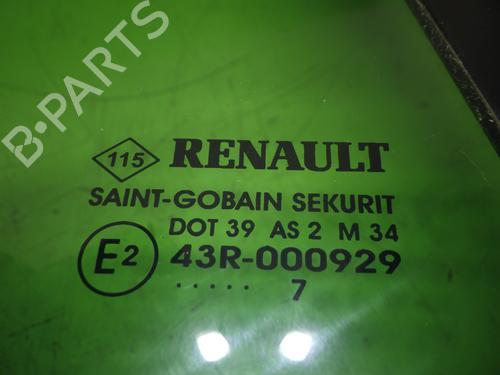 B-PARTS
115 RENAULT
SAINT-GOBAIN SEKURIT
DOT 39 AS 2 M 34
E2 43R-000929
..... 7